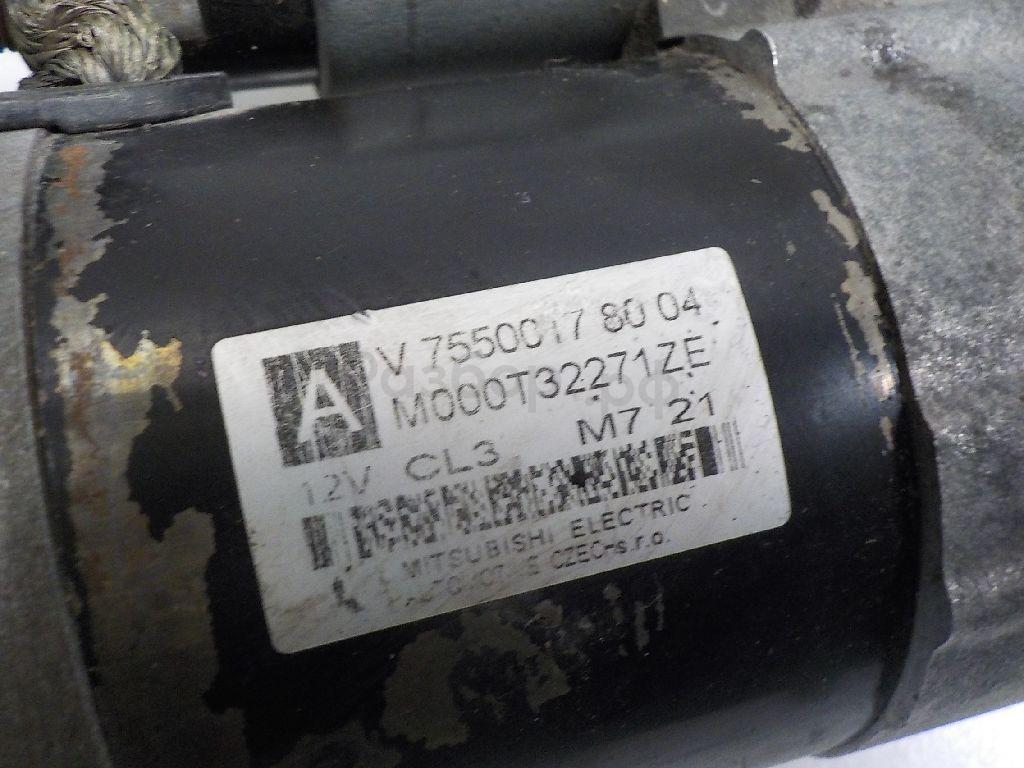 A
V 7550017 80 04
M000T32271ZE
12V CL3 M7 21
MITSUBISHI ELECTRIC
CZECH s.r.o.